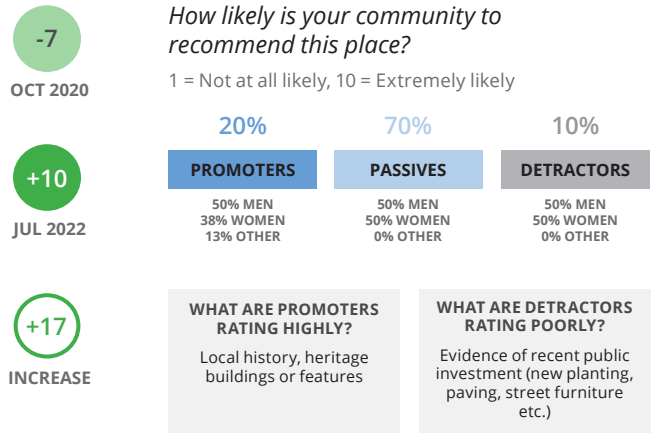 -7
OCT 2020
+10
JUL 2022
+17
INCREASE
How likely is your community to
recommend this place?
1 = Not at all likely, 10 = Extremely likely
20%
PROMOTERS
50% MEN
38% WOMEN
13% OTHER
70%
PASSIVES
50% MEN
50% WOMEN
0% OTHER
10%
DETRACTORS
50% MEN
50% WOMEN
0% OTHER
WHAT ARE PROMOTERS
RATING HIGHLY?
Local history, heritage
buildings or features
WHAT ARE DETRACTORS
RATING POORLY?
Evidence of recent public
investment (new planting,
paving, street furniture
etc.)